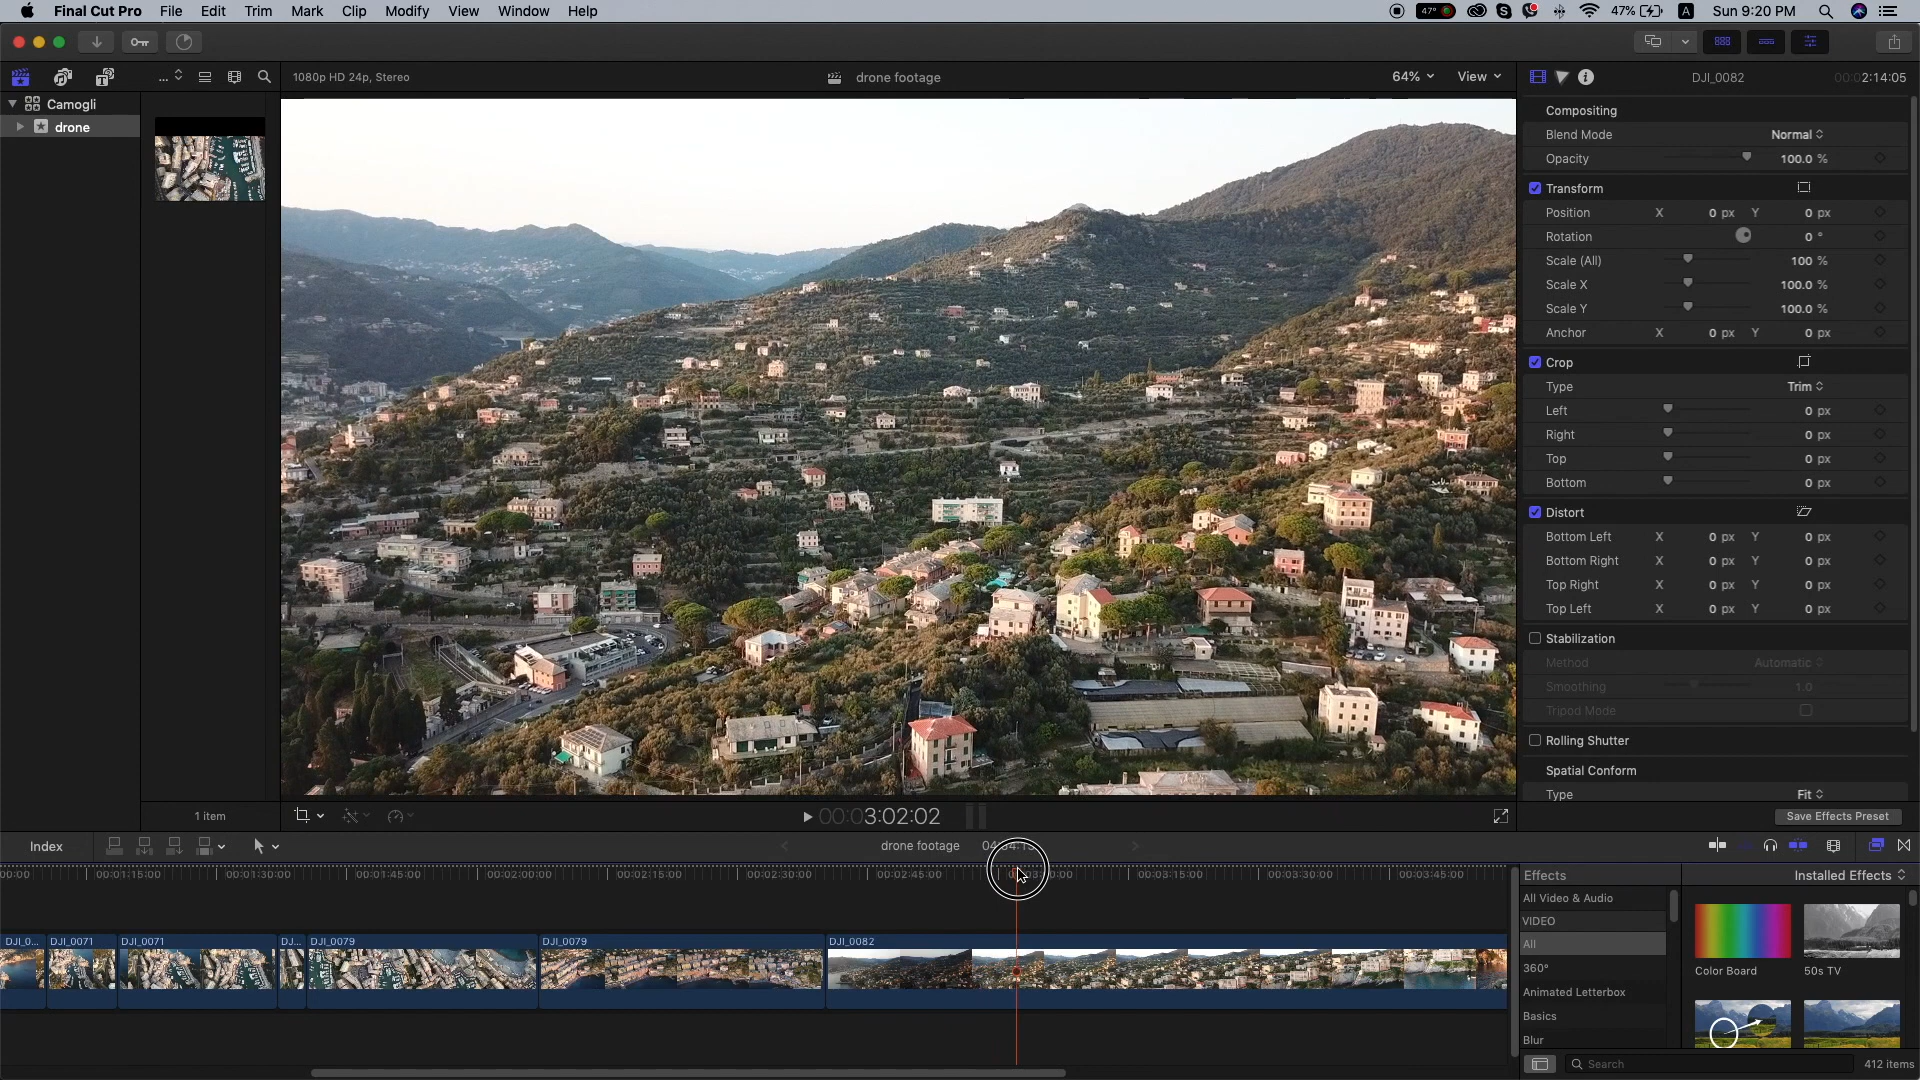 Final Cut Pro File Edit Trim Mark Clip Modify View Window Help 47° 47% A Sun 9:20 PM
... 1080p HD 24p, Stereo drone footage 64% View DJI_0082 00:02:14:05
Camogli
drone
Compositing
Blend Mode Normal
Opacity 100.0 %
Transform
Position X 0 px Y 0 px
Rotation 0 °
Scale (All) 100 %
Scale X 100.0 %
Scale Y 100.0 %
Anchor X 0 px Y 0 px
Crop
Type Trim
Left 0 px
Right 0 px
Top 0 px
Bottom 0 px
Distort
Bottom Left X 0 px Y 0 px
Bottom Right X 0 px Y 0 px
Top Right X 0 px Y 0 px
Top Left X 0 px Y 0 px
Stabilization
Method Automatic
Smoothing 1.0
Tripod Mode
Rolling Shutter
Spatial Conform
Type Fit
1 item 00:03:02:02 Save Effects Preset
Index drone footage
00:00 00:01:15:00 00:01:30:00 00:01:45:00 00:02:00:00 00:02:15:00 00:02:30:00 00:02:45:00 00:03:15:00 00:03:30:00 00:03:45:00
DJI_0... DJI_0071 DJI_0071 DJ... DJI_0079 DJI_0079 DJI_0082
Effects Installed Effects
All Video & Audio
VIDEO
All
360°
Animated Letterbox
Basics
Blur
Color Board 50s TV
Search 412 items